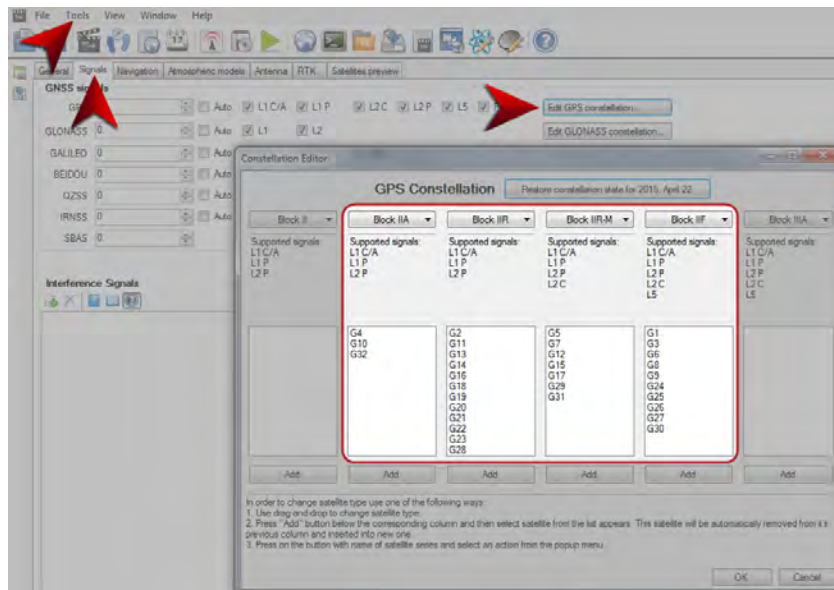 File Tools View Window Help
General Signals Navigation Atmospheric models Antenna RTK Satellites preview
GNSS signals
Auto L1C/A L1P L2C L2P L5 Edit GPS constellation...
GLONASS 0 Auto L1 L2 Edit GLONASS constellation...
GALILEO 0 Auto
BEIDOU 0 Auto
QZSS 0 Auto
IRNSS 0 Auto
SBAS 0
Interference Signals
Constellation Editor
GPS Constellation Restore constellation state for 2015, April 22
Block II Block IIA Block IIR Block IIR-M Block IIF Block IIIA
Supported signals: Supported signals: Supported signals: Supported signals: Supported signals: Supported signals:
L1 C/A L1 C/A L1 C/A L1 C/A L1 C/A L1 C/A
L1 P L1 P L1 P L1 P L1 P L1 P
L2 P L2 P L2 P L2 P L2 P L2 P
L2 C L2 C L2 C
L5 L5
G4 G2 G5 G1
G10 G11 G7 G3
G32 G13 G12 G6
G14 G15 G8
G16 G17 G9
G18 G29 G24
G19 G31 G25
G20 G26
G21 G27
G22 G30
G23
G28
Add Add Add Add Add Add
In order to change satellite type use one of the following ways:
1. Use drag-and-drop to change satellite type.
2. Press "Add" button below the corresponding column and then select satellite from the list appears. This satellite will be automatically removed from it's
previous column and inserted into new one.
3. Press on the button with name of satellite series and select an action from the popup menu.
OK Cancel